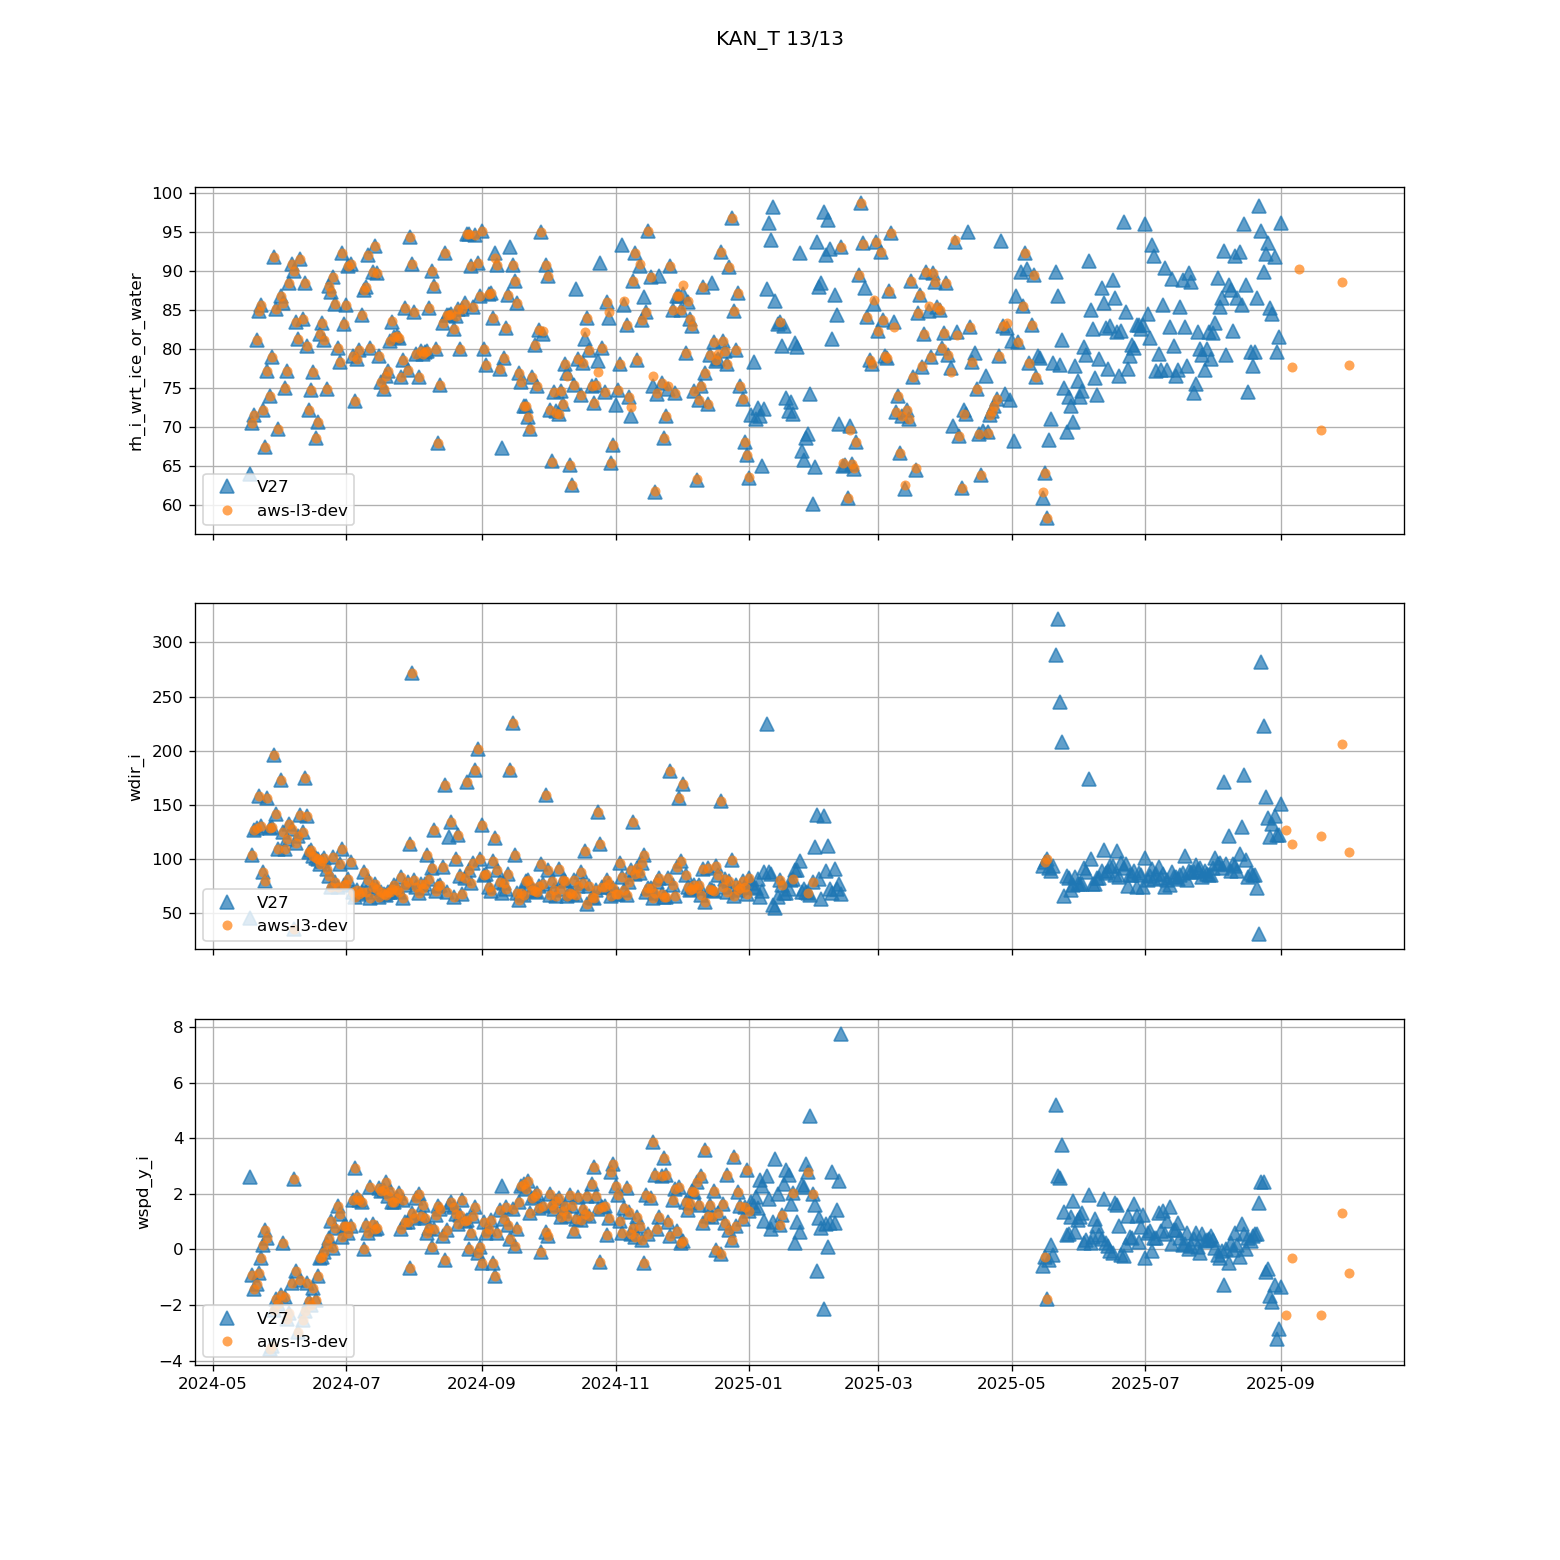 KAN_T 13/13
rh_i_wrt_ice_or_water
100
95
90
85
80
75
70
65
60
V27
aws-l3-dev
wdir_i
300
250
200
150
100
50
V27
aws-l3-dev
wspd_y_i
8
6
4
2
0
−2
−4
V27
aws-l3-dev
2024-05 2024-07 2024-09 2024-11 2025-01 2025-03 2025-05 2025-07 2025-09